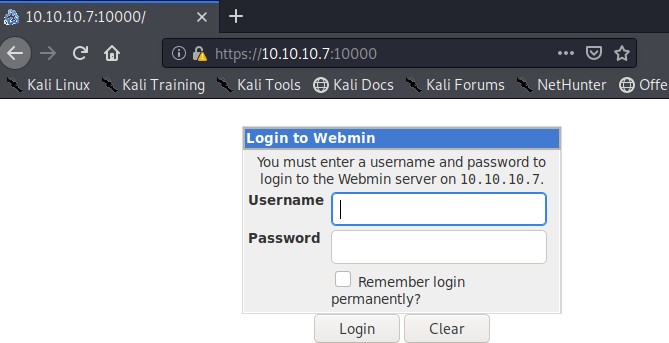 10.10.10.7:10000/
https://10.10.10.7:10000
Kali Linux Kali Training Kali Tools Kali Docs Kali Forums NetHunter Offe
Login to Webmin
You must enter a username and password to
login to the Webmin server on 10.10.10.7.
Username
Password
Remember login
permanently?
Login Clear